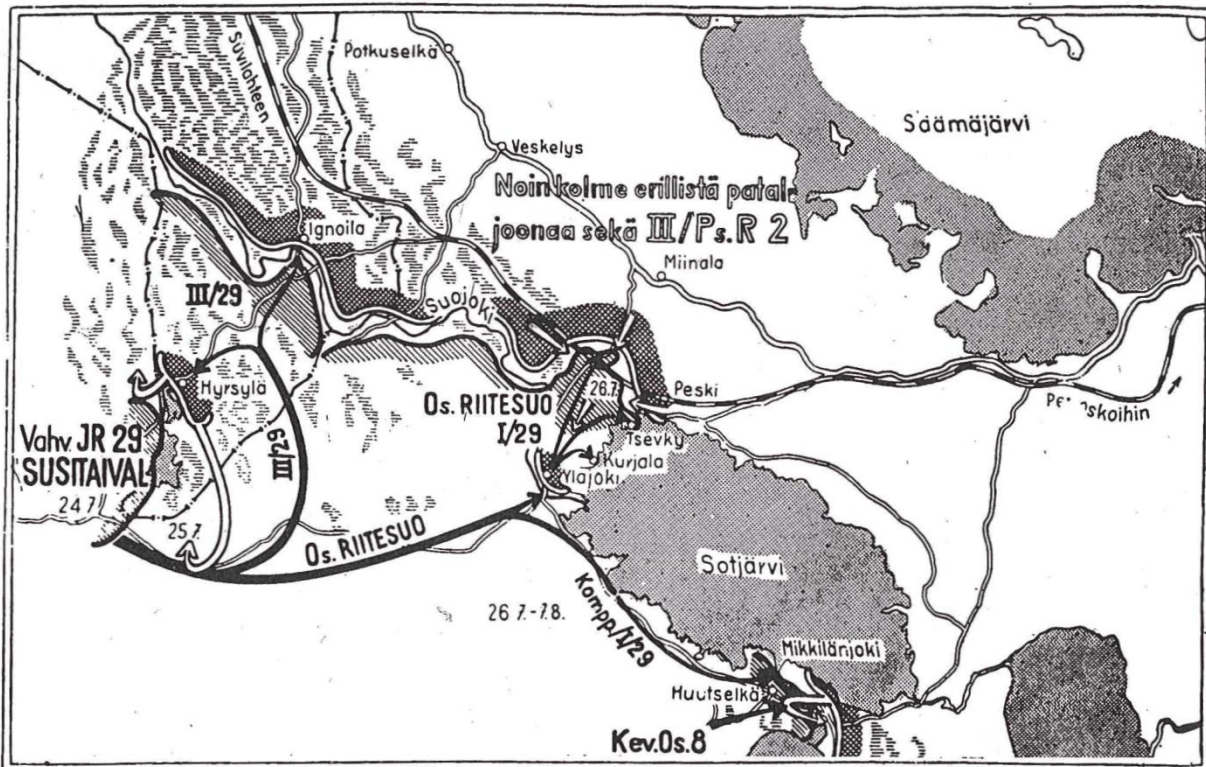 Suvilahteen
Potkuselkä
Säämäjärvi
Veskelys
Noin kolme erillistä patal-
joonaa sekä III/Ps.R 2
Ignoila
Miinala
III/29
Suojoki
Hyrsylä
Os. RIITESUO
I/29
26.7.
Peski
Vahv. JR 29
SUSITAIVAL
III/29
Tsevky
Kurjala
Ylajoki
24.7.
25.7.
Os. RIITESUO
Sotjärvi
26.7.-7.8.
Kompp/I/29
Mikkilänjoki
Huutselkä
Kev.Os.8